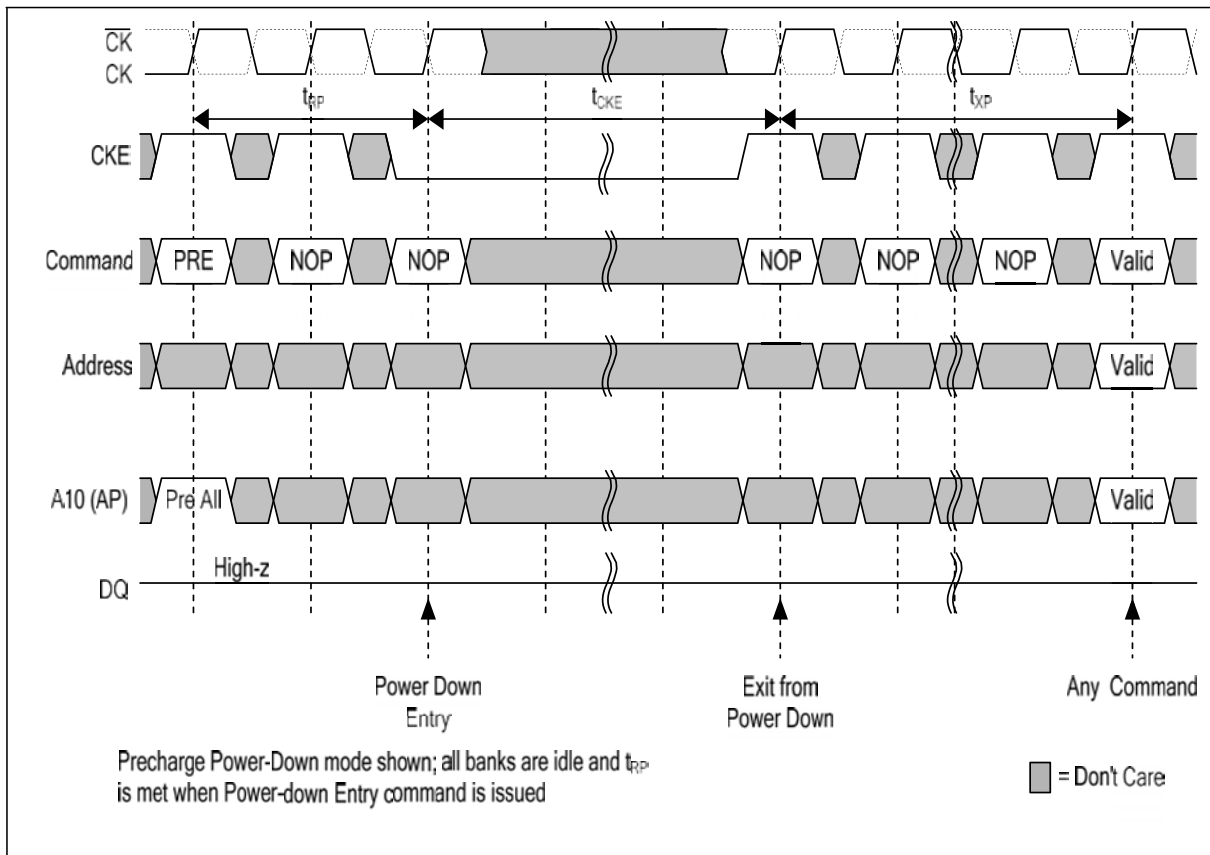 CK
CK
tRP
tCKE
tXP
CKE
Command
PRE
NOP
NOP
NOP
NOP
NOP
Valid
Address
Valid
A10 (AP)
Pre All
Valid
High-z
DQ
Power Down
Entry
Exit from
Power Down
Any Command
Precharge Power-Down mode shown; all banks are idle and tRP
is met when Power-down Entry command is issued
= Don't Care